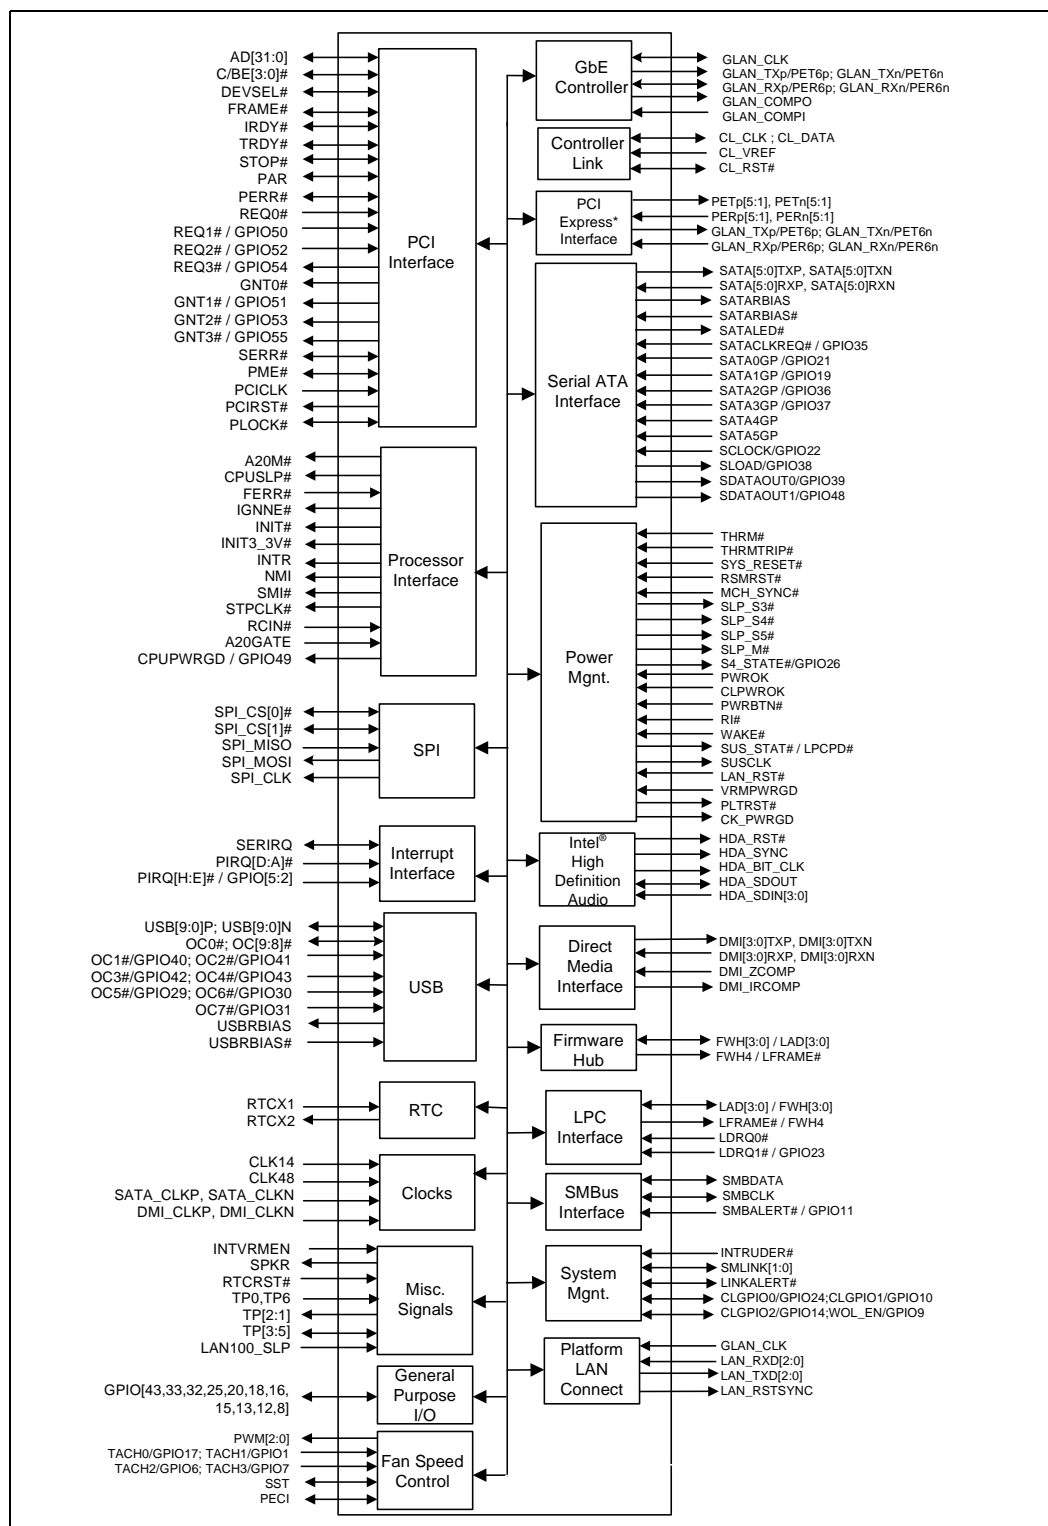 AD[31:0]
C/BE[3:0]#
DEVSEL#
FRAME#
IRDY#
TRDY#
STOP#
PAR
PERR#
REQ0#
REQ1# / GPIO50
REQ2# / GPIO52
REQ3# / GPIO54
GNT0#
GNT1# / GPIO51
GNT2# / GPIO53
GNT3# / GPIO55
SERR#
PME#
PCICLK
PCIRST#
PLOCK#
PCI
Interface
A20M#
CPUSLP#
FERR#
IGNNE#
INIT#
INIT3_3V#
INTR
NMI
SMI#
STPCLK#
RCIN#
A20GATE
CPUPWRGD / GPIO49
Processor
Interface
SPI_CS[0]#
SPI_CS[1]#
SPI_MISO
SPI_MOSI
SPI_CLK
SPI
SERIRQ
PIRQ[D:A]#
PIRQ[H:E]# / GPIO[5:2]
Interrupt
Interface
USB[9:0]P; USB[9:0]N
OC0#; OC[9:8]#
OC1#/GPIO40; OC2#/GPIO41
OC3#/GPIO42; OC4#/GPIO43
OC5#/GPIO29; OC6#/GPIO30
OC7#/GPIO31
USBRBIAS
USBRBIAS#
USB
RTCX1
RTCX2
RTC
CLK14
CLK48
SATA_CLKP, SATA_CLKN
DMI_CLKP, DMI_CLKN
Clocks
INTVRMEN
SPKR
RTCRST#
TP0,TP6
TP[2:1]
TP[3:5]
LAN100_SLP
Misc.
Signals
GPIO[43,33,32,25,20,18,16,
15,13,12,8]
General
Purpose
I/O
PWM[2:0]
TACH0/GPIO17; TACH1/GPIO1
TACH2/GPIO6; TACH3/GPIO7
SST
PECI
Fan Speed
Control
GbE
Controller
GLAN_CLK
GLAN_TXp/PET6p; GLAN_TXn/PET6n
GLAN_RXp/PER6p; GLAN_RXn/PER6n
GLAN_COMPO
GLAN_COMPI
Controller
Link
CL_CLK ; CL_DATA
CL_VREF
CL_RST#
PCI
Express*
Interface
PETp[5:1], PETn[5:1]
PERp[5:1], PERn[5:1]
GLAN_TXp/PET6p; GLAN_TXn/PET6n
GLAN_RXp/PER6p; GLAN_RXn/PER6n
Serial ATA
Interface
SATA[5:0]TXP, SATA[5:0]TXN
SATA[5:0]RXP, SATA[5:0]RXN
SATARBIAS
SATARBIAS#
SATALED#
SATACLKREQ# / GPIO35
SATA0GP /GPIO21
SATA1GP /GPIO19
SATA2GP /GPIO36
SATA3GP /GPIO37
SATA4GP
SATA5GP
SCLOCK/GPIO22
SLOAD/GPIO38
SDATAOUT0/GPIO39
SDATAOUT1/GPIO48
Power
Mgnt.
THRM#
THRMTRIP#
SYS_RESET#
RSMRST#
MCH_SYNC#
SLP_S3#
SLP_S4#
SLP_S5#
SLP_M#
S4_STATE#/GPIO26
PWROK
CLPWROK
PWRBTN#
RI#
WAKE#
SUS_STAT# / LPCPD#
SUSCLK
LAN_RST#
VRMPWRGD
PLTRST#
CK_PWRGD
Intel®
High
Definition
Audio
HDA_RST#
HDA_SYNC
HDA_BIT_CLK
HDA_SDOUT
HDA_SDIN[3:0]
Direct
Media
Interface
DMI[3:0]TXP, DMI[3:0]TXN
DMI[3:0]RXP, DMI[3:0]RXN
DMI_ZCOMP
DMI_IRCOMP
Firmware
Hub
FWH[3:0] / LAD[3:0]
FWH4 / LFRAME#
LPC
Interface
LAD[3:0] / FWH[3:0]
LFRAME# / FWH4
LDRQ0#
LDRQ1# / GPIO23
SMBus
Interface
SMBDATA
SMBCLK
SMBALERT# / GPIO11
System
Mgnt.
INTRUDER#
SMLINK[1:0]
LINKALERT#
CLGPIO0/GPIO24;CLGPIO1/GPIO10
CLGPIO2/GPIO14;WOL_EN/GPIO9
Platform
LAN
Connect
GLAN_CLK
LAN_RXD[2:0]
LAN_TXD[2:0]
LAN_RSTSYNC